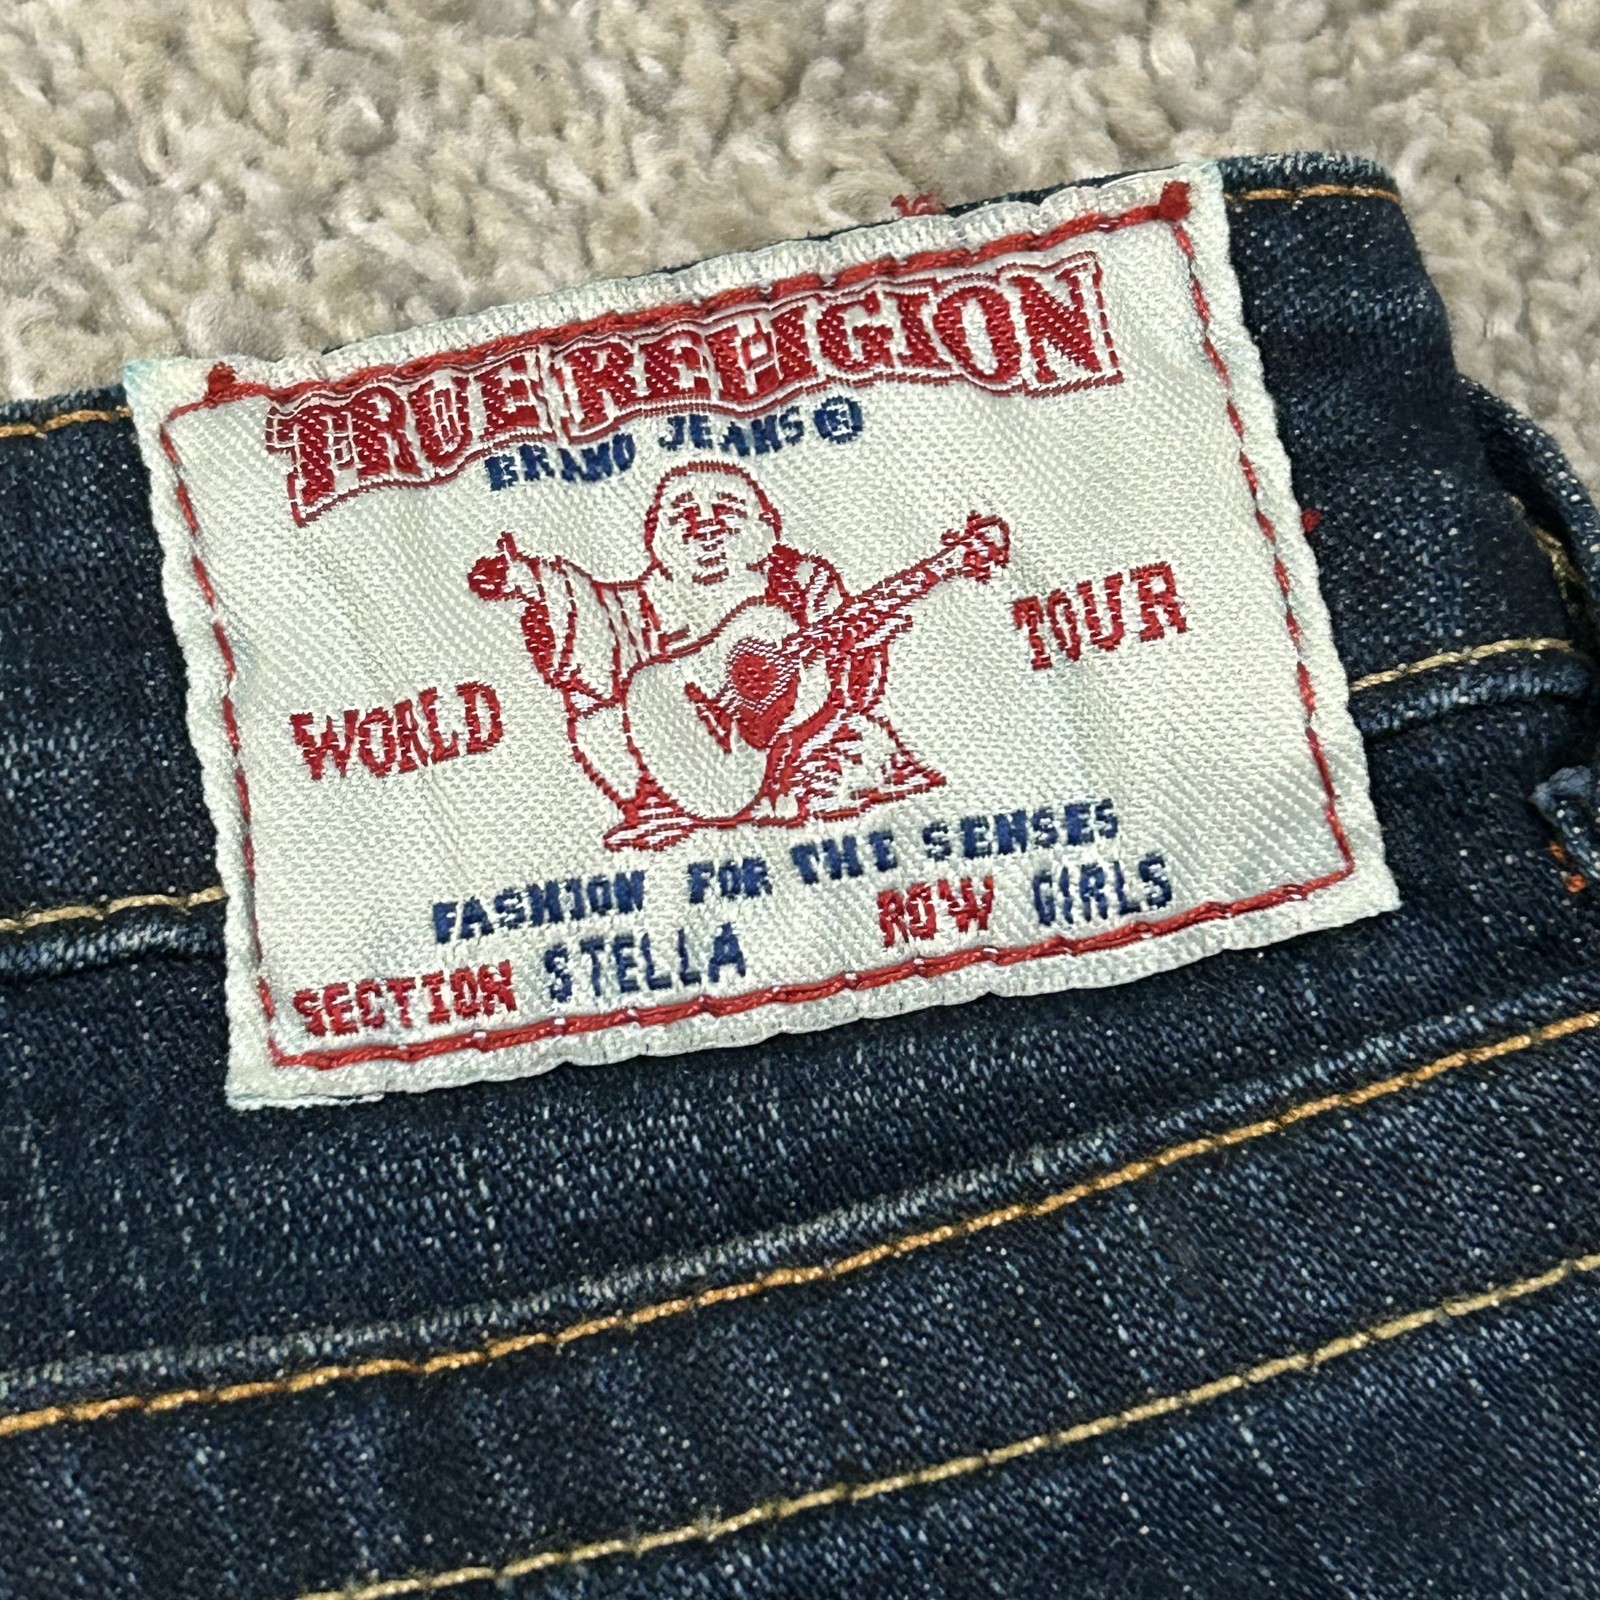 TRUE RELIGION
BRAND JEANS ®
WORLD TOUR
FASHION FOR THE SENSES
SECTION STELLA ROW GIRLS